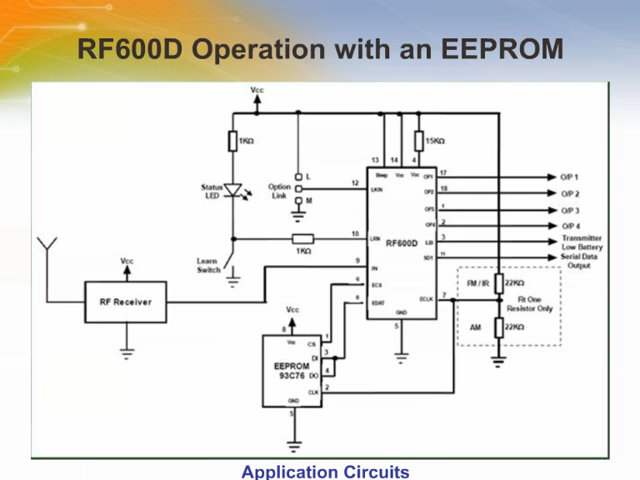 RF600D Operation with an EEPROM
Vcc
1KΩ
15KΩ
13 14 4
Sleep Vcc Vcc
OP1 17 O/P 1
OP2 18 O/P 2
OP3 1 O/P 3
OP4 2 O/P 4
LB 3 Transmitter
Low Battery
SD1 11 Serial Data
Output
Status
LED
Option
Link
L
M
12 LKIN
RF600D
10 LRN
1KΩ
Learn
Switch
9 IN
6 ECS
8 EDAT
ECLK 7
GND
5
Vcc
RF Receiver
FM / IR 22KΩ
Fit One
Resistor Only
AM 22KΩ
Vcc
8
Vcc CS 1
DI 3
EEPROM
93C76 DO 4
CLK 2
GND
5
Application Circuits